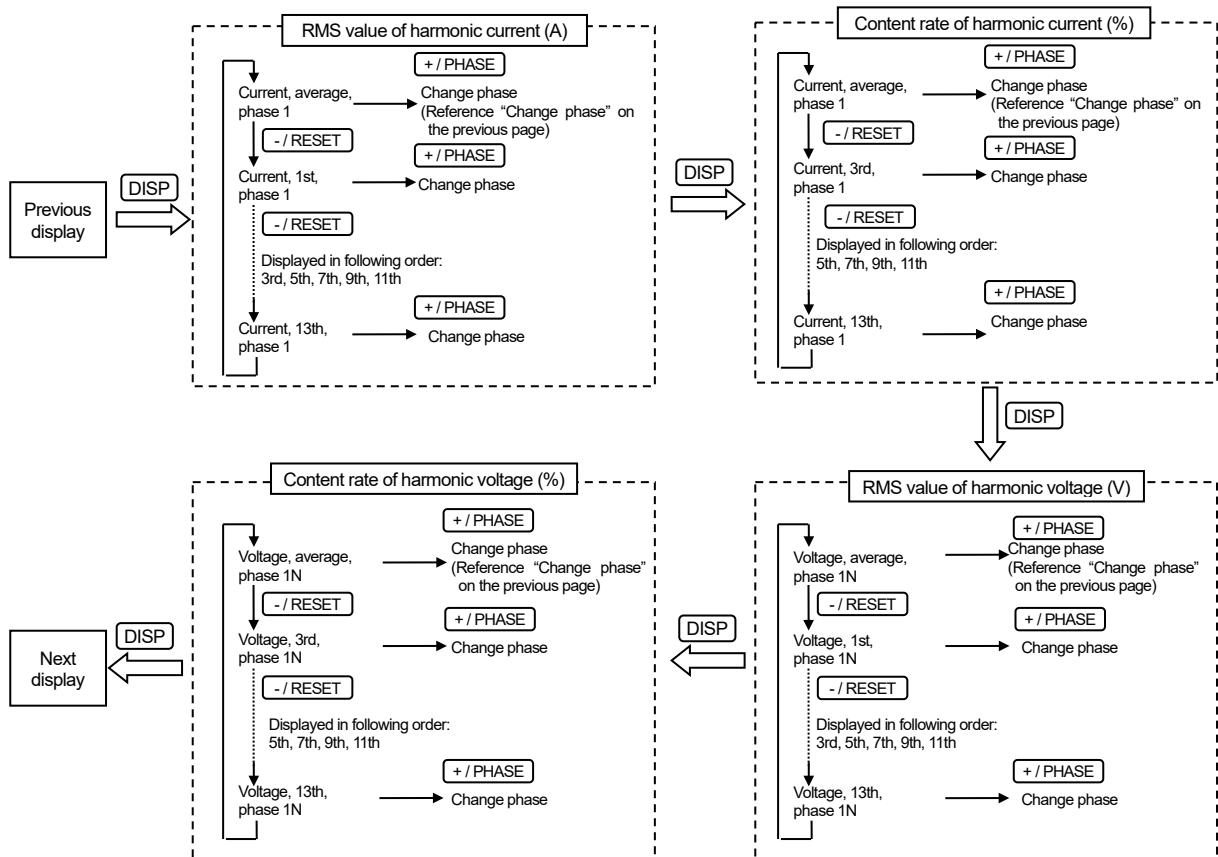 Previous
display
DISP
RMS value of harmonic current (A)
+ / PHASE
Current, average,
phase 1
Change phase
(Reference “Change phase” on
the previous page)
- / RESET
+ / PHASE
Current, 1st,
phase 1
Change phase
- / RESET
Displayed in following order:
3rd, 5th, 7th, 9th, 11th
+ / PHASE
Current, 13th,
phase 1
Change phase
DISP
Content rate of harmonic current (%)
+ / PHASE
Current, average,
phase 1
Change phase
(Reference “Change phase” on
the previous page)
- / RESET
+ / PHASE
Current, 3rd,
phase 1
Change phase
- / RESET
Displayed in following order:
5th, 7th, 9th, 11th
+ / PHASE
Current, 13th,
phase 1
Change phase
DISP
RMS value of harmonic voltage (V)
+ / PHASE
Voltage, average,
phase 1N
Change phase
(Reference “Change phase”
on the previous page)
- / RESET
+ / PHASE
Voltage, 1st,
phase 1N
Change phase
- / RESET
Displayed in following order:
3rd, 5th, 7th, 9th, 11th
+ / PHASE
Voltage, 13th,
phase 1N
Change phase
DISP
Content rate of harmonic voltage (%)
+ / PHASE
Voltage, average,
phase 1N
Change phase
(Reference “Change phase”
on the previous page)
- / RESET
+ / PHASE
Voltage, 3rd,
phase 1N
Change phase
- / RESET
Displayed in following order:
5th, 7th, 9th, 11th
+ / PHASE
Voltage, 13th,
phase 1N
Change phase
DISP
Next
display